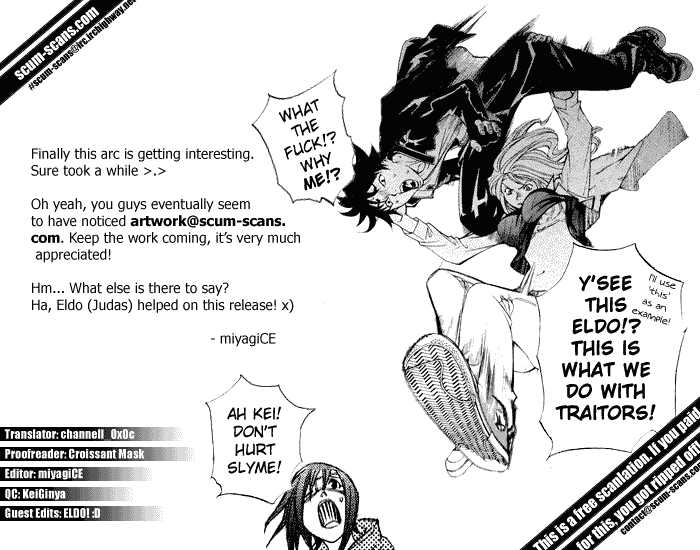 scum-scans.com
#scum-scans@irc.irchighway.net
WHAT
THE
FUCK!?
WHY
ME!?
Finally this arc is getting interesting.
Sure took a while >.>
Oh yeah, you guys eventually seem
to have noticed artwork@scum-scans.
com. Keep the work coming, it's very much
appreciated!
Hm... What else is there to say?
Ha, Eldo (Judas) helped on this release! x)
- miyagiCE
Y'SEE
THIS
ELDO!?
THIS IS
WHAT WE
DO WITH
TRAITORS!
I'll use
'this'
as an
example!
AH KEI!
DON'T
HURT
SLYME!
Translator: channell_0x0c
Proofreader: Croissant Mask
Editor: miyagiCE
QC: KeiGinya
Guest Edits: ELDO! :D
This is a free scanlation. If you paid
for this, you got ripped off!
contact@scum-scans.com